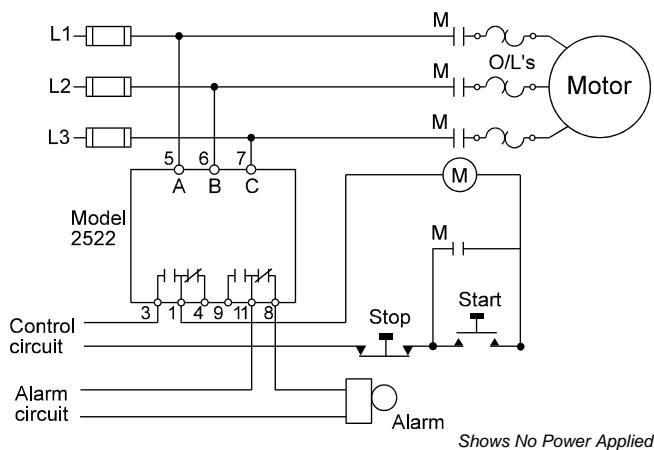 L1
M
O/L's
L2
M
Motor
L3
M
5 6 7
A B C
M
Model
2522
M
3 1 4 9 11 8
Stop
Start
Control
circuit
Alarm
circuit
Alarm
Shows No Power Applied